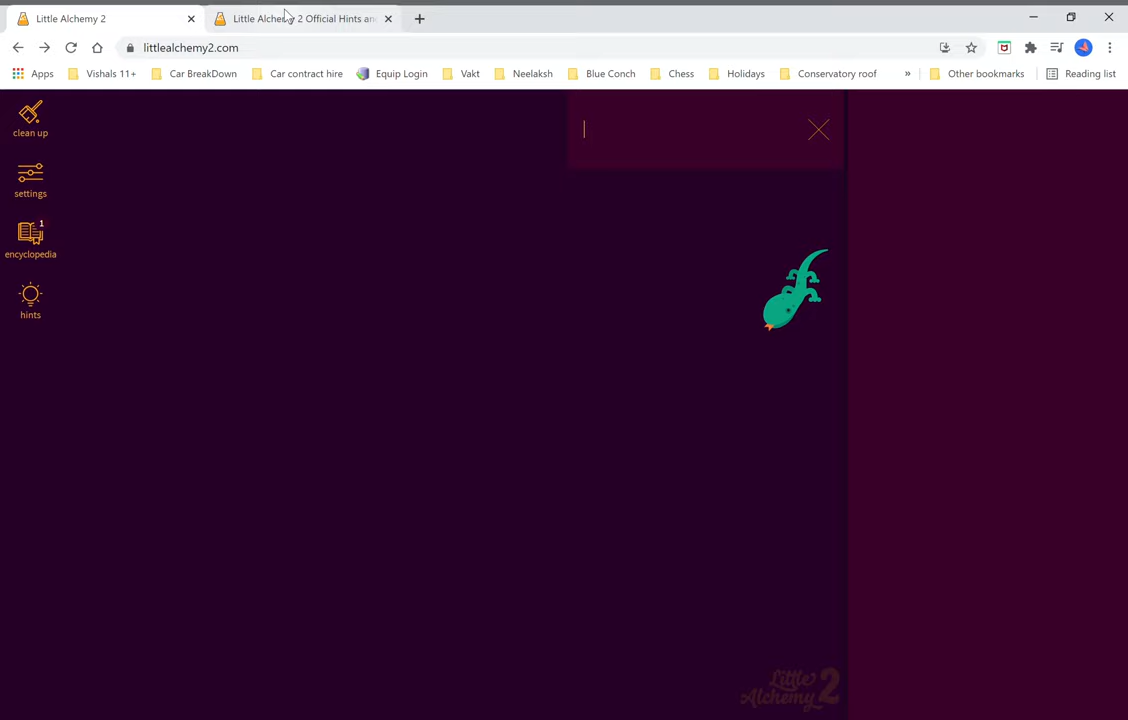 Little Alchemy 2
Little Alchemy 2 Official Hints an
littlealchemy2.com
Apps
Vishals 11+
Car BreakDown
Car contract hire
Equip Login
Vakt
Neelaksh
Blue Conch
Chess
Holidays
Conservatory roof
»
Other bookmarks
Reading list
clean up
settings
1
encyclopedia
hints
Little
Alchemy 2